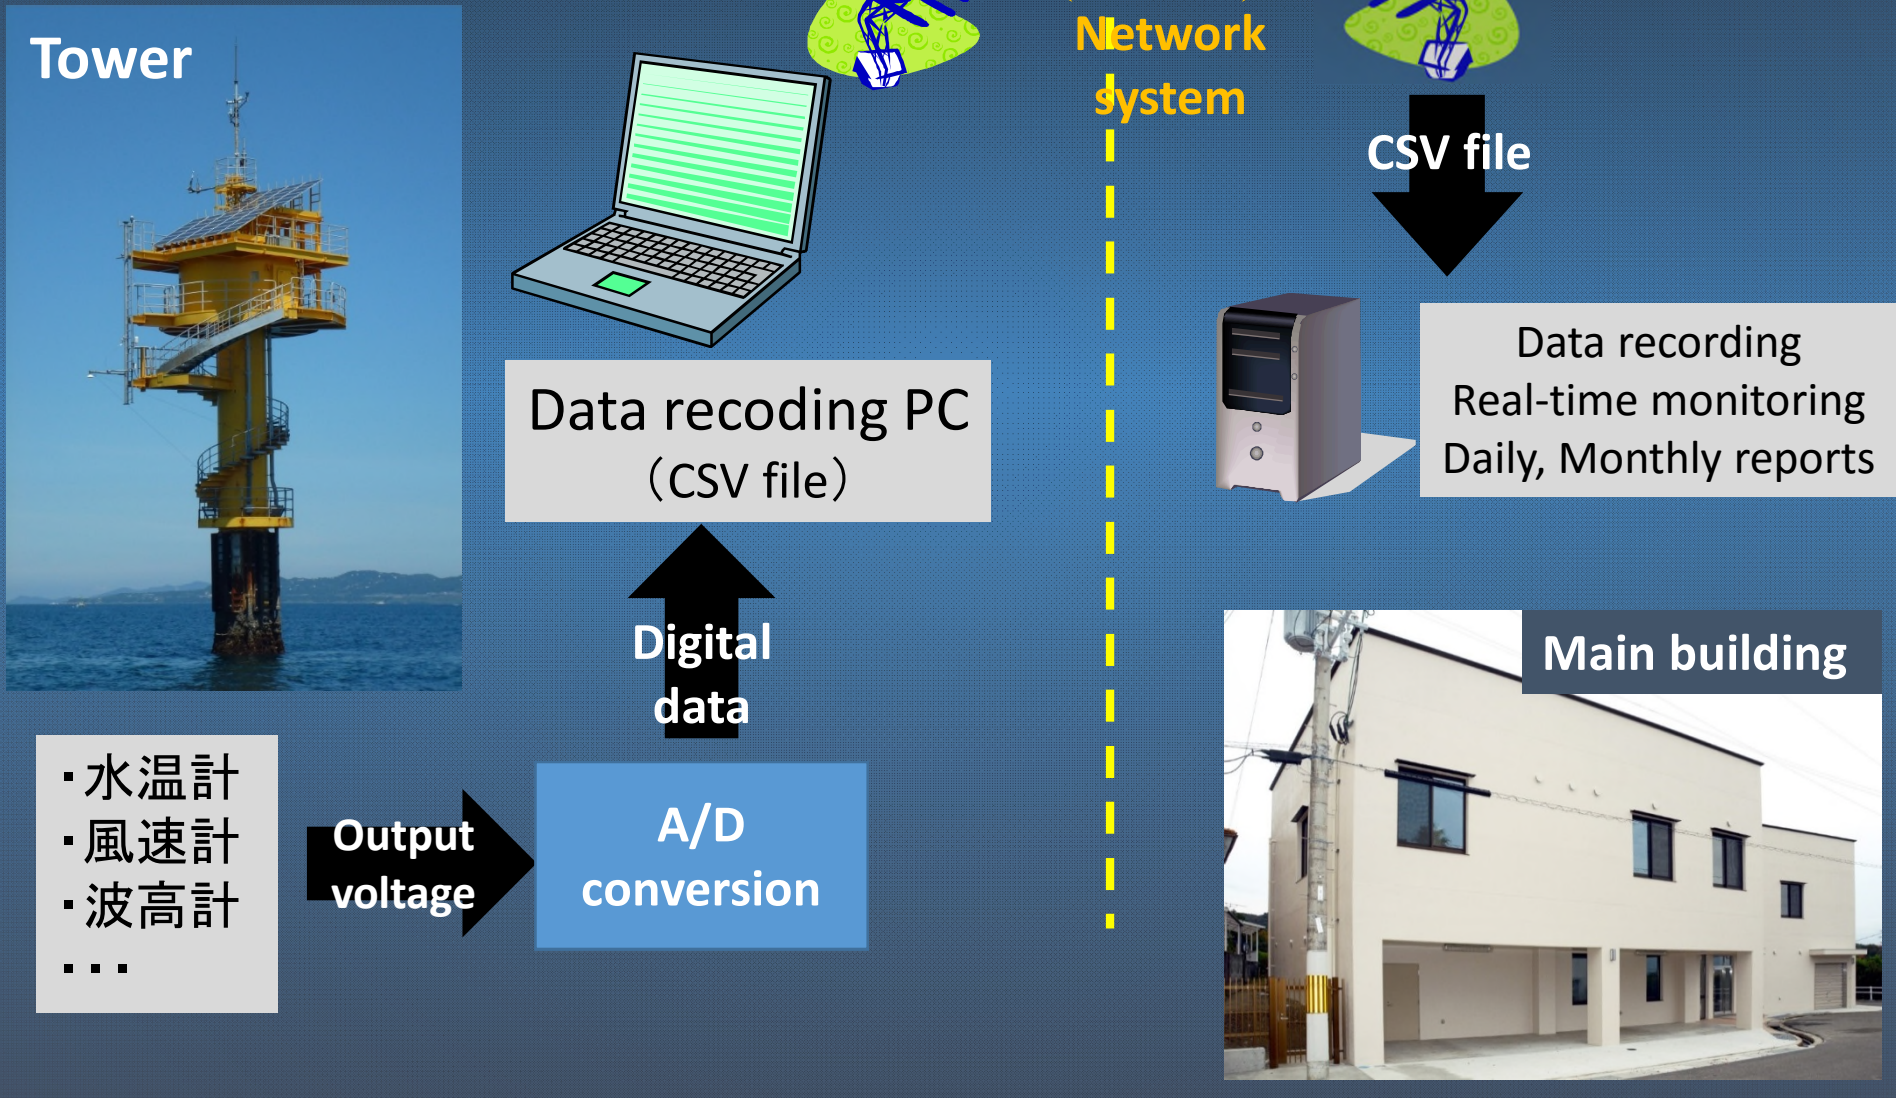 Tower
Network
system
CSV file
Data recoding PC
（CSV file）
Data recording
Real-time monitoring
Daily, Monthly reports
Digital
data
Main building
・水温計
・風速計
・波高計
・・・
Output
voltage
A/D
conversion